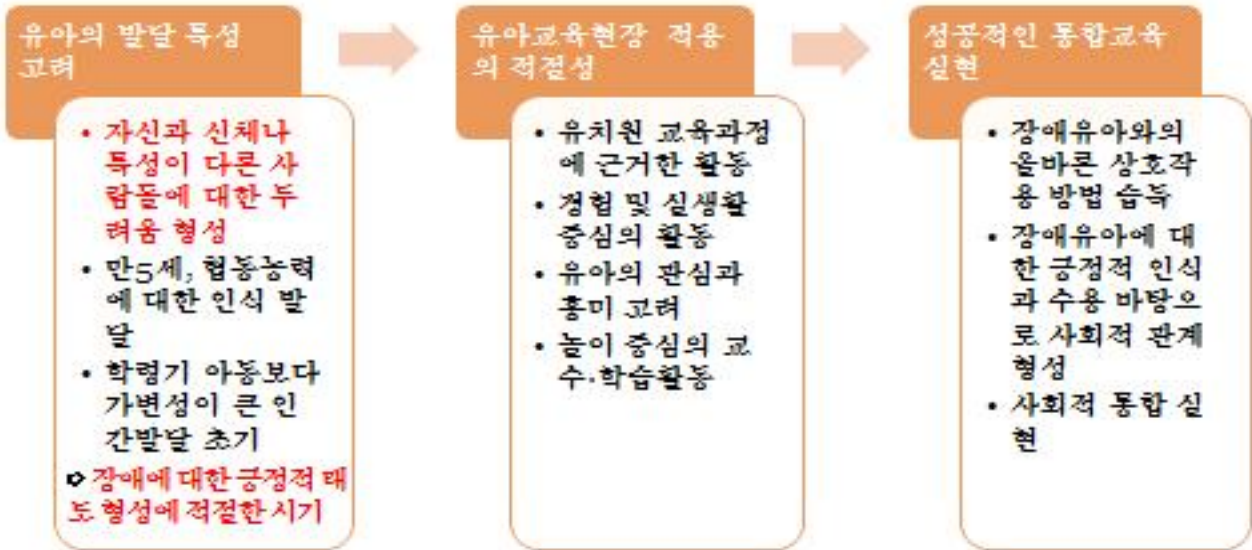 유아의 발달 특성
고려
• 자신과 신체나
특성이 다른 사
람들에 대한 두
려움 형성
• 만5세, 협동능력
에 대한 인식 발
달
• 학령기 아동보다
가변성이 큰 인
간발달 초기
➪ 장애에 대한 긍정적 태
도 형성에 적절한 시기
유아교육현장 적용
의 적절성
• 유치원 교육과정
에 근거한 활동
• 경험 및 실생활
중심의 활동
• 유아의 관심과
흥미 고려
• 놀이 중심의 교
수·학습활동
성공적인 통합교육
실현
• 장애유아와의
올바른 상호작
용 방법 습득
• 장애유아에 대
한 긍정적 인식
과 수용 바탕으
로 사회적 관계
형성
• 사회적 통합 실
현